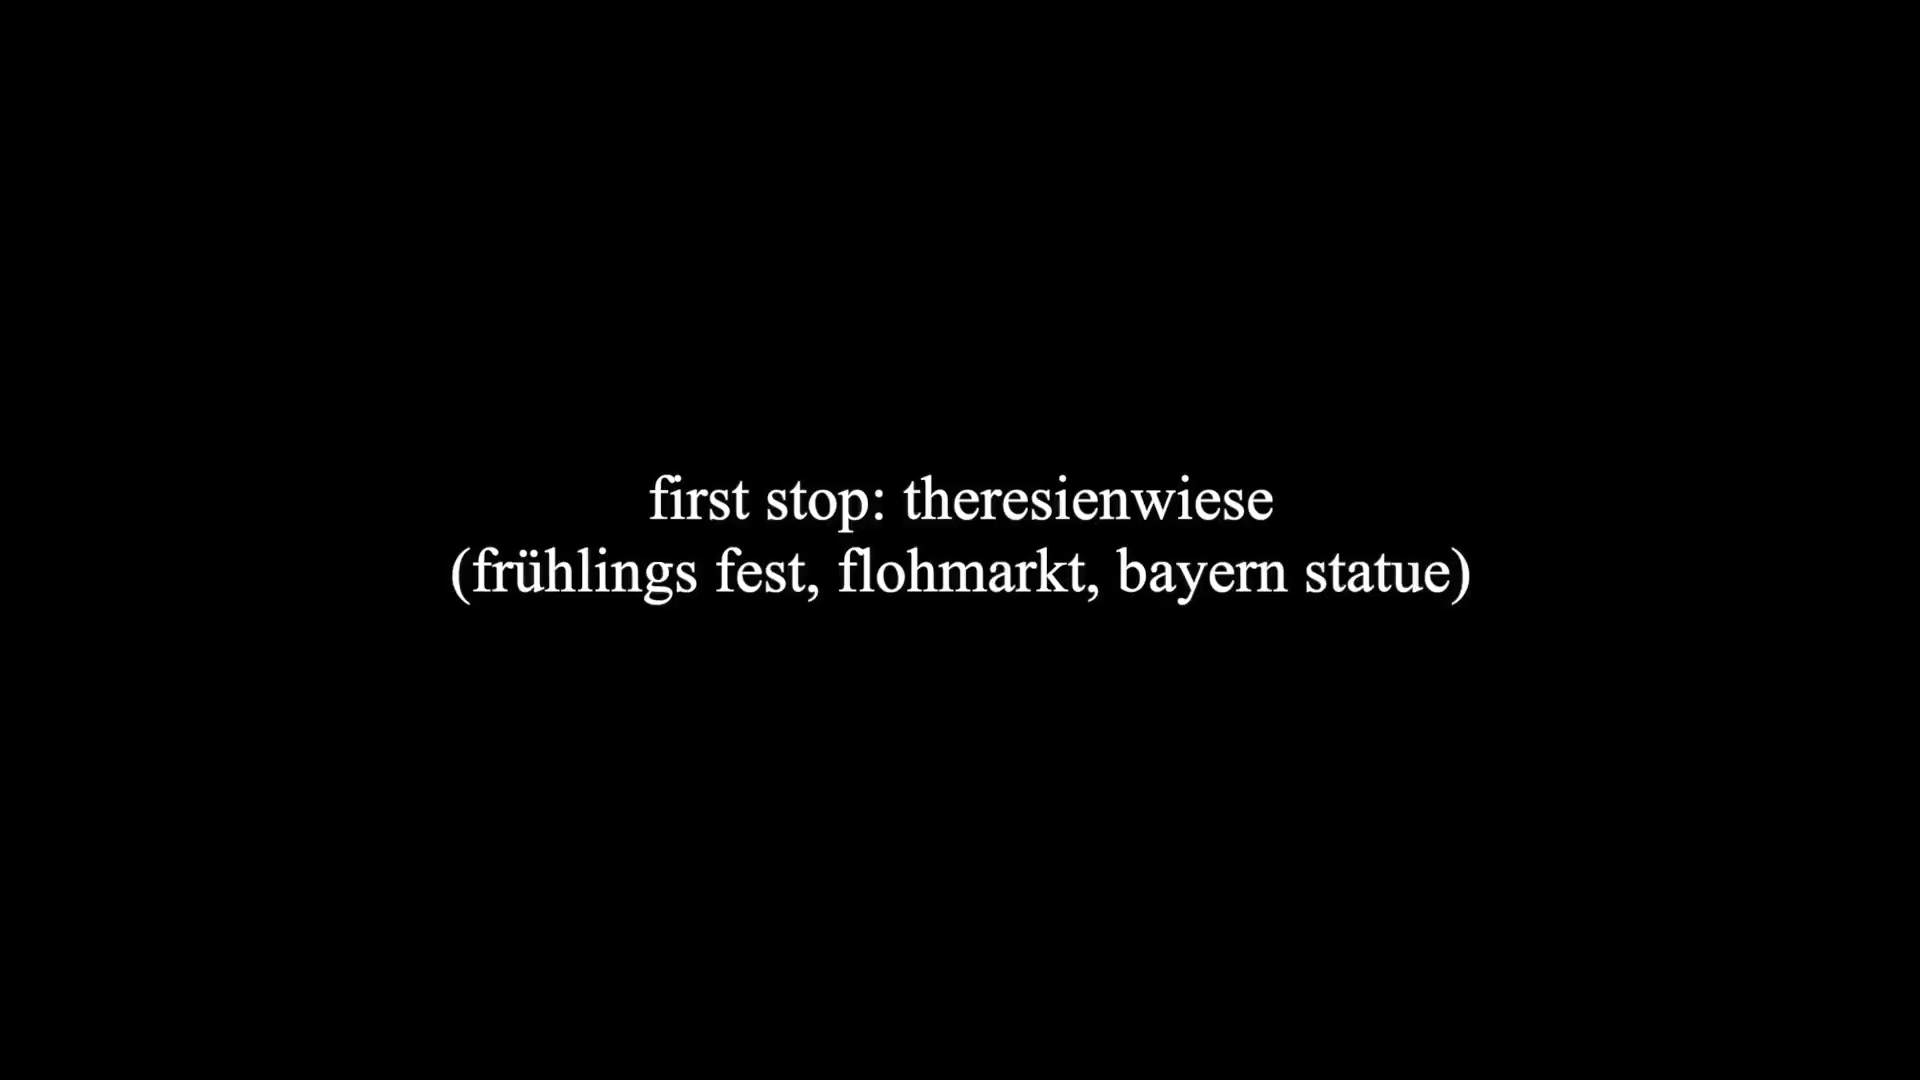 first stop: theresienwiese
(frühlings fest, flohmarkt, bayern statue)